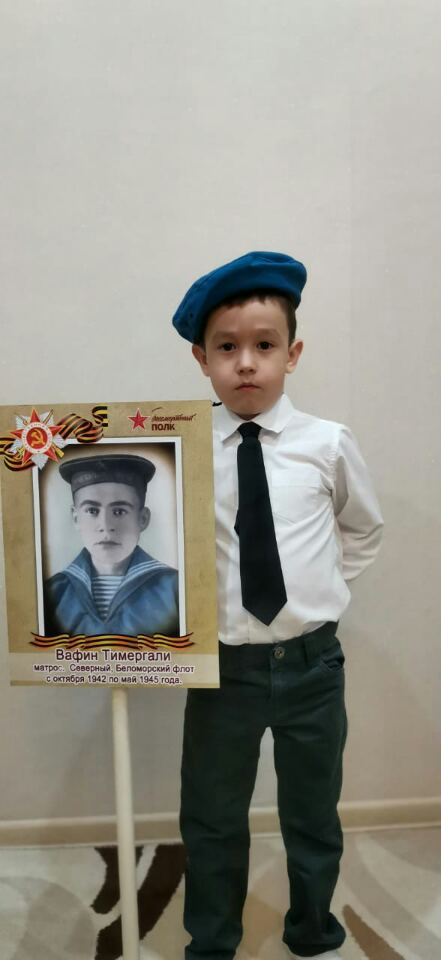 Бессмертный
ПОЛК
Вафин Тимергали
матрос. Северный, Беломорский флот
с октября 1942 по май 1945 года.